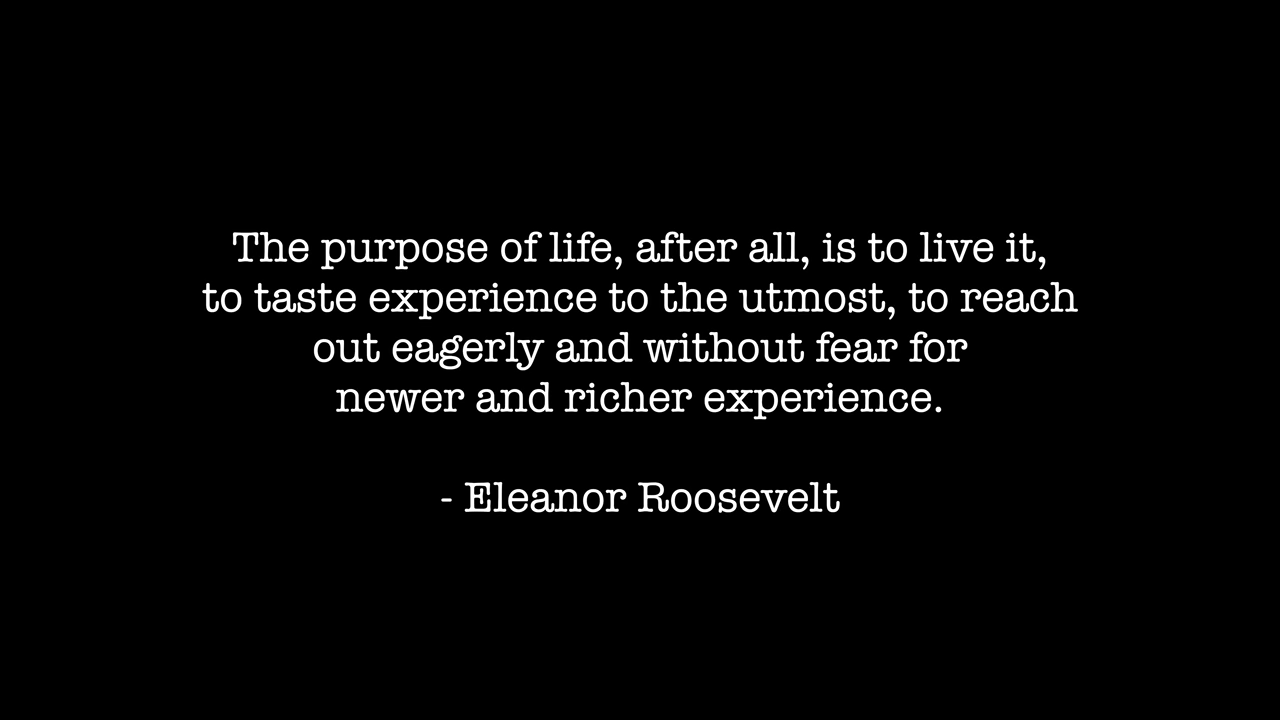 The purpose of life, after all, is to live it,
to taste experience to the utmost, to reach
out eagerly and without fear for
newer and richer experience.
- Eleanor Roosevelt